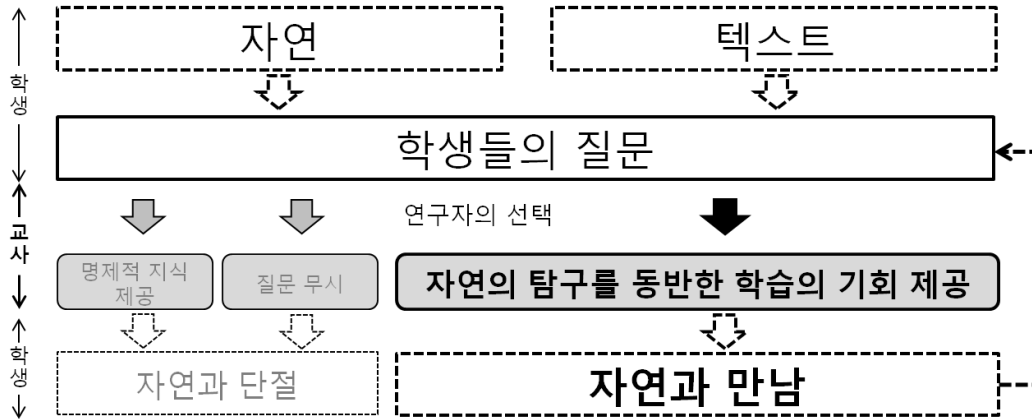 자연
텍스트
학생
학생들의 질문
교사
연구자의 선택
명제적 지식
제공
질문 무시
자연의 탐구를 동반한 학습의 기회 제공
학생
자연과 단절
자연과 만남